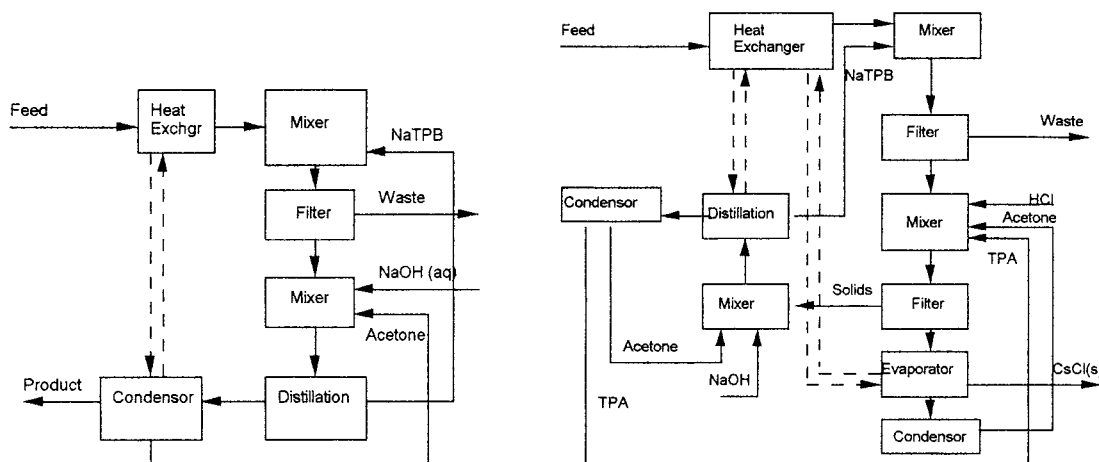 Feed
Heat
Exchgr
Mixer
NaTPB
Filter
Waste
Mixer
NaOH (aq)
Acetone
Product
Condensor
Distillation
Feed
Heat
Exchanger
Mixer
NaTPB
Filter
Waste
Condensor
Distillation
Mixer
HCl
Acetone
TPA
Mixer
Solids
Filter
Acetone
NaOH
Evaporator
CsCl(s
TPA
Condensor